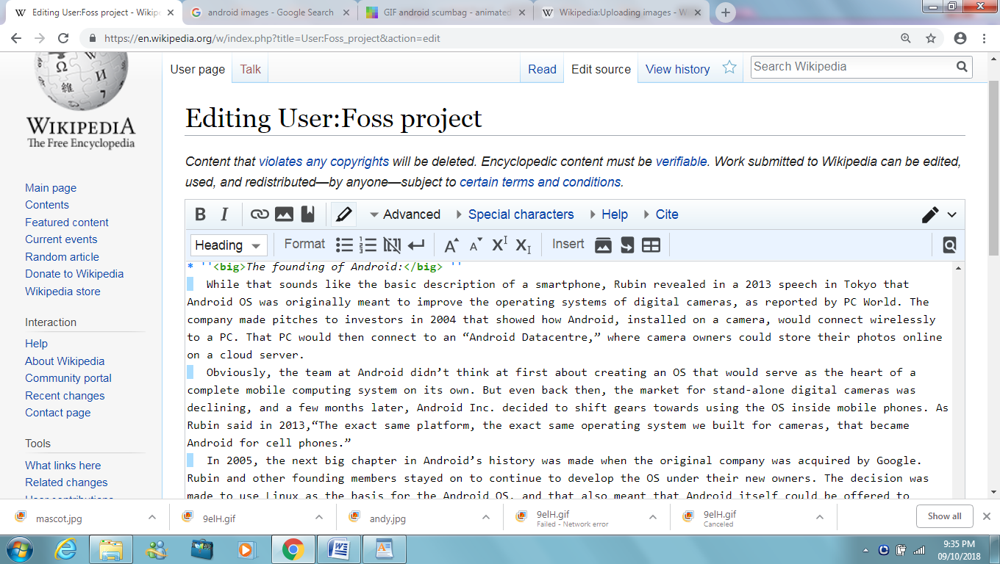 Editing User:Foss project - Wikip
android images - Google Search
GIF android scumbag - animated
Wikipedia:Uploading images - W
https://en.wikipedia.org/w/index.php?title=User:Foss_project&action=edit
WIKIPEDIA
The Free Encyclopedia
User page
Talk
Read
Edit source
View history
Search Wikipedia
Editing User:Foss project
Content that violates any copyrights will be deleted. Encyclopedic content must be verifiable. Work submitted to Wikipedia can be edited,
used, and redistributed—by anyone—subject to certain terms and conditions.
Main page
Contents
Featured content
Current events
Random article
Donate to Wikipedia
Wikipedia store
Interaction
Help
About Wikipedia
Community portal
Recent changes
Contact page
Tools
What links here
Related changes
User contributions
B I Advanced Special characters Help Cite
Heading Format Insert
* ''<big>The founding of Android:</big> ''
While that sounds like the basic description of a smartphone, Rubin revealed in a 2013 speech in Tokyo that
Android OS was originally meant to improve the operating systems of digital cameras, as reported by PC World. The
company made pitches to investors in 2004 that showed how Android, installed on a camera, would connect wirelessly
to a PC. That PC would then connect to an “Android Datacentre,” where camera owners could store their photos online
on a cloud server.
Obviously, the team at Android didn’t think at first about creating an OS that would serve as the heart of a
complete mobile computing system on its own. But even back then, the market for stand-alone digital cameras was
declining, and a few months later, Android Inc. decided to shift gears towards using the OS inside mobile phones. As
Rubin said in 2013,“The exact same platform, the exact same operating system we built for cameras, that became
Android for cell phones.”
In 2005, the next big chapter in Android’s history was made when the original company was acquired by Google.
Rubin and other founding members stayed on to continue to develop the OS under their new owners. The decision was
made to use Linux as the basis for the Android OS, and that also meant that Android itself could be offered to
mascot.jpg
9elH.gif
andy.jpg
9elH.gif
Failed - Network error
9elH.gif
Canceled
Show all
9:35 PM
09/10/2018